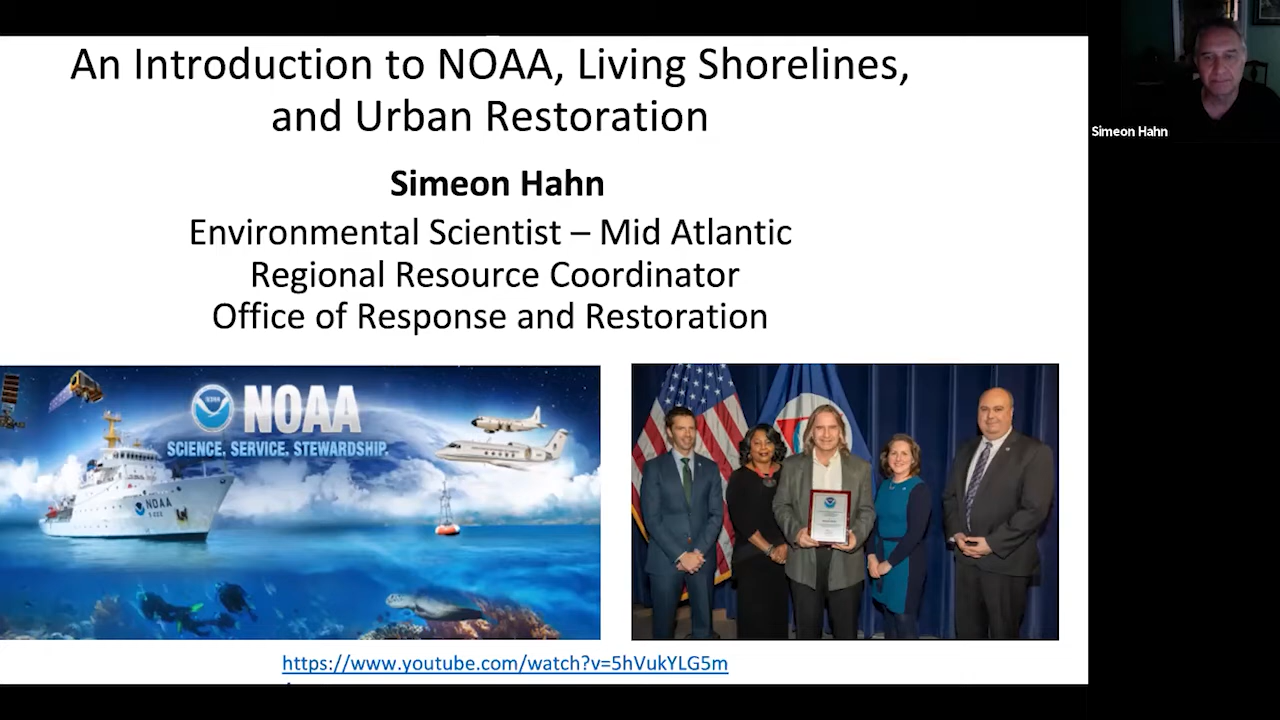 An Introduction to NOAA, Living Shorelines,
and Urban Restoration
Simeon Hahn
Environmental Scientist – Mid Atlantic
Regional Resource Coordinator
Office of Response and Restoration
NOAA
SCIENCE. SERVICE. STEWARDSHIP.
NOAA
https://www.youtube.com/watch?v=5hVukYLG5m
Simeon Hahn